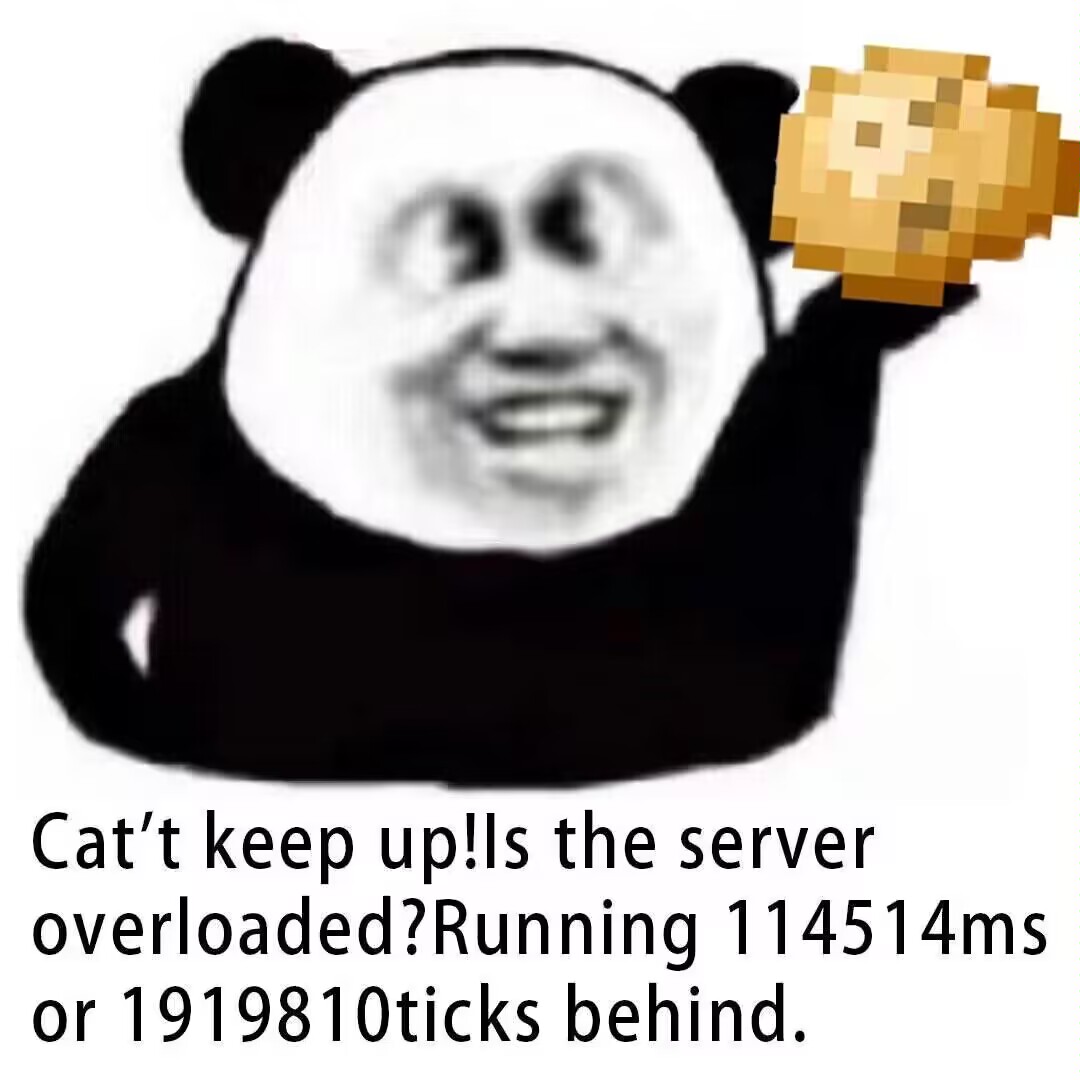 Cat’t keep up!Is the server
overloaded?Running 114514ms
or 1919810ticks behind.